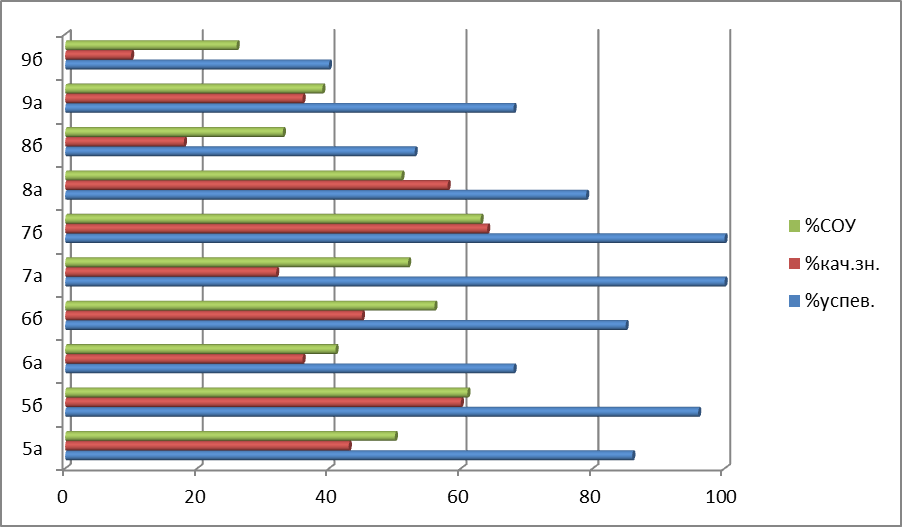 9б
9а
8б
8а
7б
7а
6б
6а
5б
5а
0 20 40 60 80 100
%СОУ
%кач.зн.
%успев.